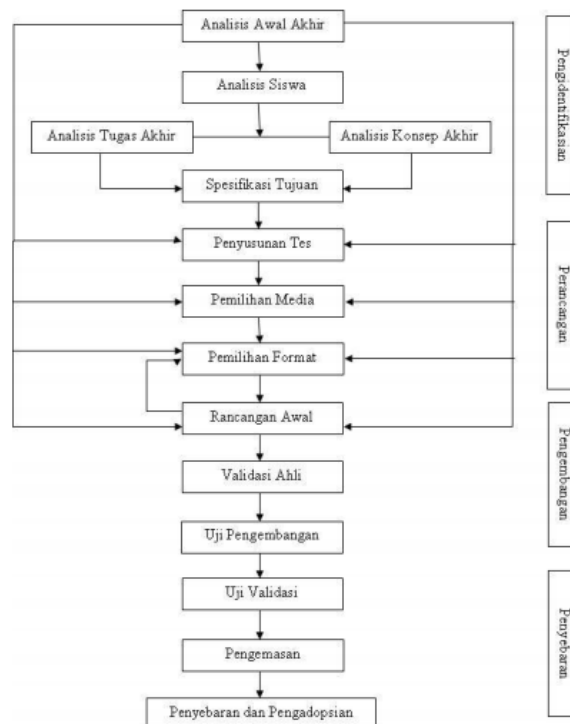 Analisis Awal Akhir
Analisis Siswa
Analisis Tugas Akhir
Analisis Konsep Akhir
Spesifikasi Tujuan
Penyusunan Tes
Pemilihan Media
Pemilihan Format
Rancangan Awal
Validasi Ahli
Uji Pengembangan
Uji Validasi
Pengemasan
Penyebaran dan Pengadopsian
Pengidentifikasian
Perancangan
Pengembangan
Penyebaran